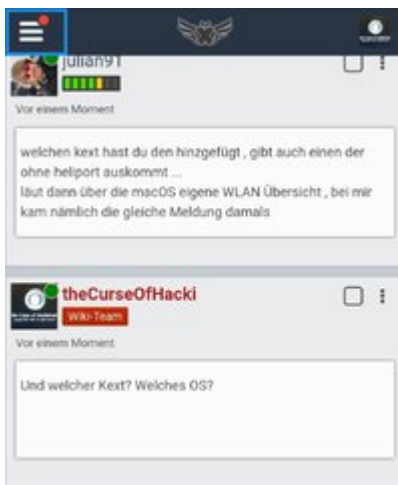 julian91
Vor einem Moment
welchen kext hast du den hinzgefügt , gibt auch einen der
ohne heliport auskommt ...
läut dann über die macOS eigene WLAN Übersicht , bei mir
kam nämlich die gleiche Meldung damals
theCurseOfHacki
Wiki-Team
Vor einem Moment
Und welcher Kext? Welches OS?